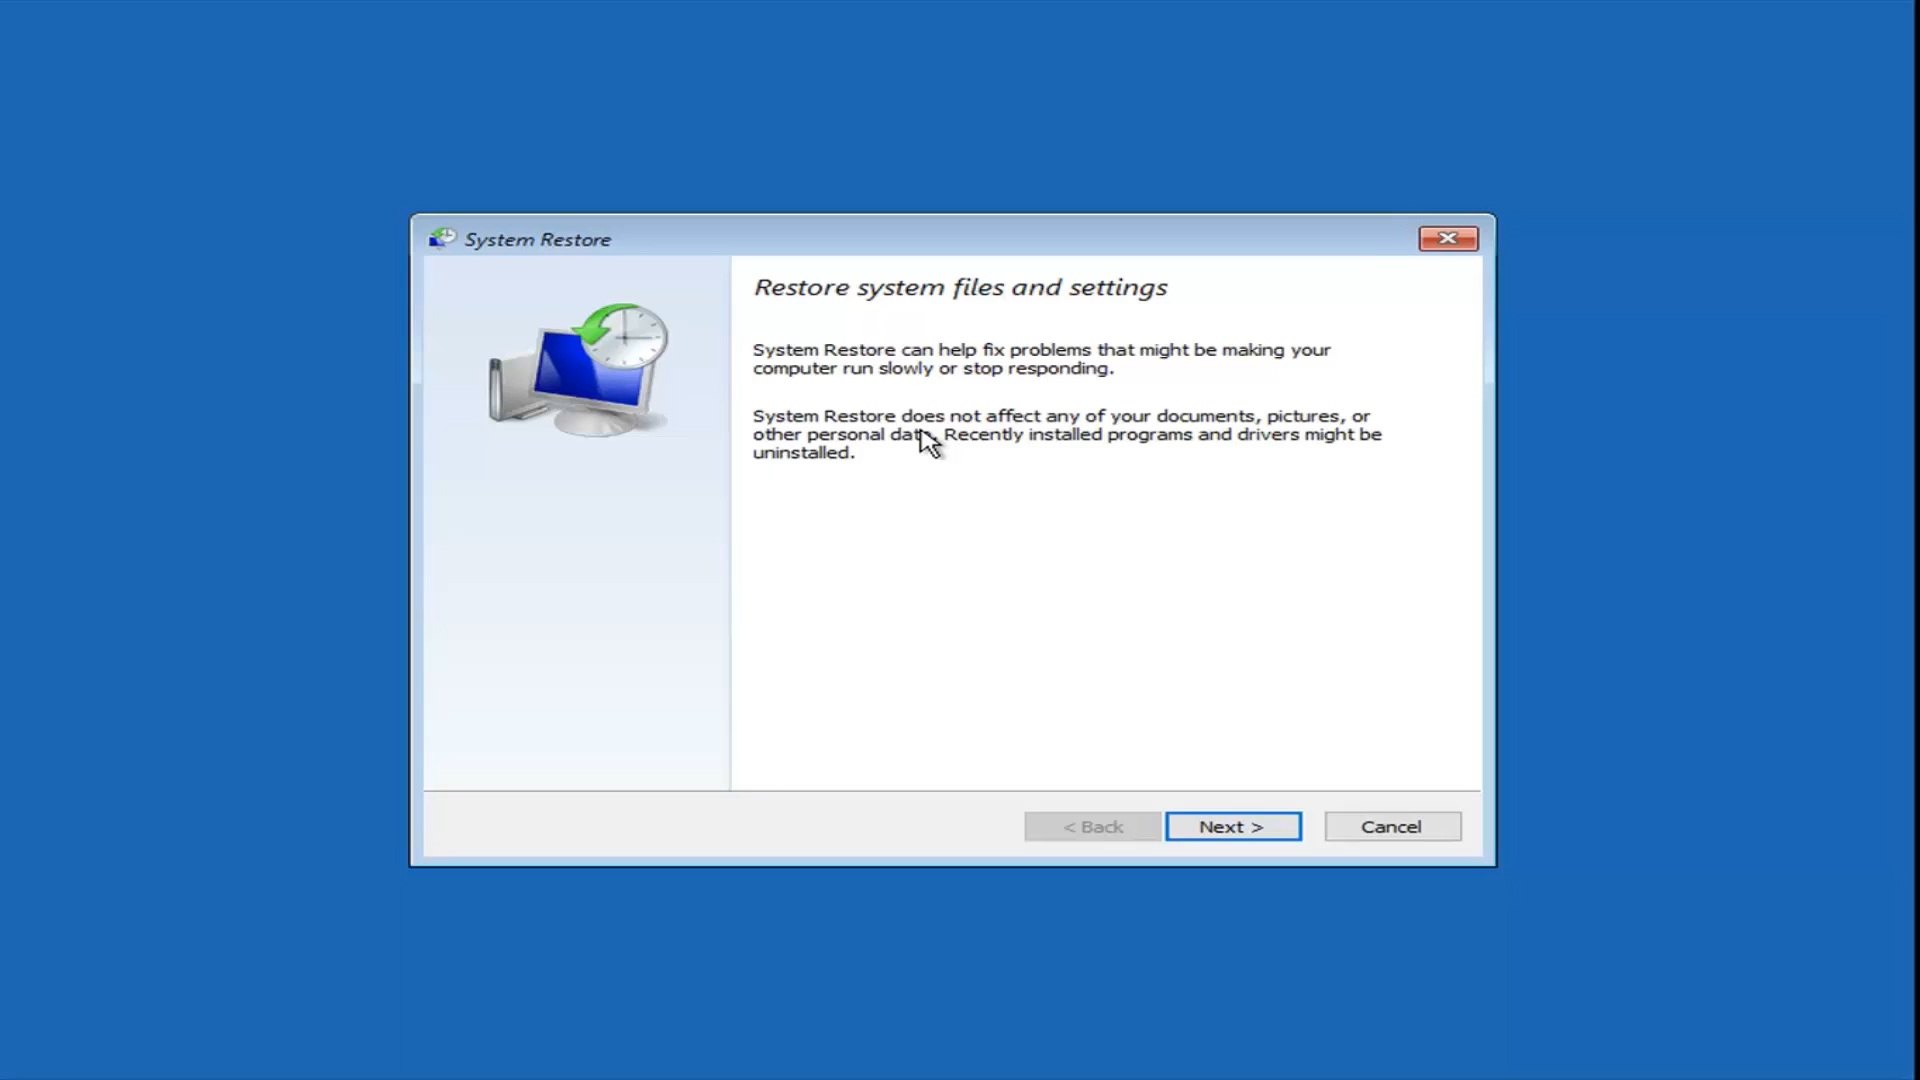 System Restore
Restore system files and settings
System Restore can help fix problems that might be making your
computer run slowly or stop responding.
System Restore does not affect any of your documents, pictures, or
other personal data. Recently installed programs and drivers might be
uninstalled.
< Back
Next >
Cancel